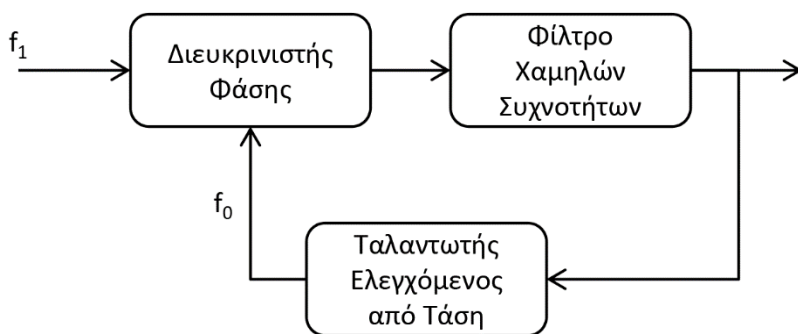 f₁
Διευκρινιστής
Φάσης
Φίλτρο
Χαμηλών
Συχνοτήτων
f₀
Ταλαντωτής
Ελεγχόμενος
από Τάση